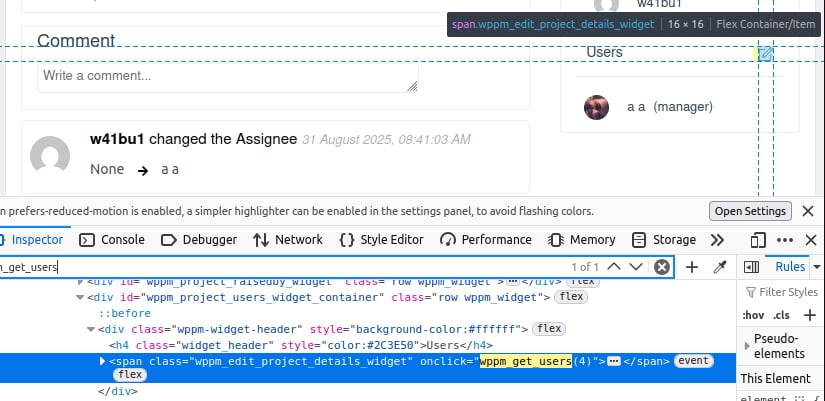 w41bu1
span.wppm_edit_project_details_widget 16 × 16 Flex Container/Item
Comment
Users
Write a comment...
a a (manager)
w41bu1 changed the Assignee 31 August 2025, 08:41:03 AM
None → a a
n prefers-reduced-motion is enabled, a simpler highlighter can be enabled in the settings panel, to avoid flashing colors. Open Settings
Inspector Console Debugger Network Style Editor Performance Memory Storage
_get_users 1 of 1 Rules
<div id="wppm_project_raisedby_widget" class="row wppm_widget"> </div> flex
<div id="wppm_project_users_widget_container" class="row wppm_widget"> flex
Filter Styles
::before
:hov .cls
<div class="wppm-widget-header" style="background-color:#ffffff"> flex
<h4 class="widget_header" style="color:#2C3E50">Users</h4>
Pseudo-elements
<span class="wppm_edit_project_details_widget" onclick="wppm_get_users(4)"> </span> event
flex
This Element
</div>
element {